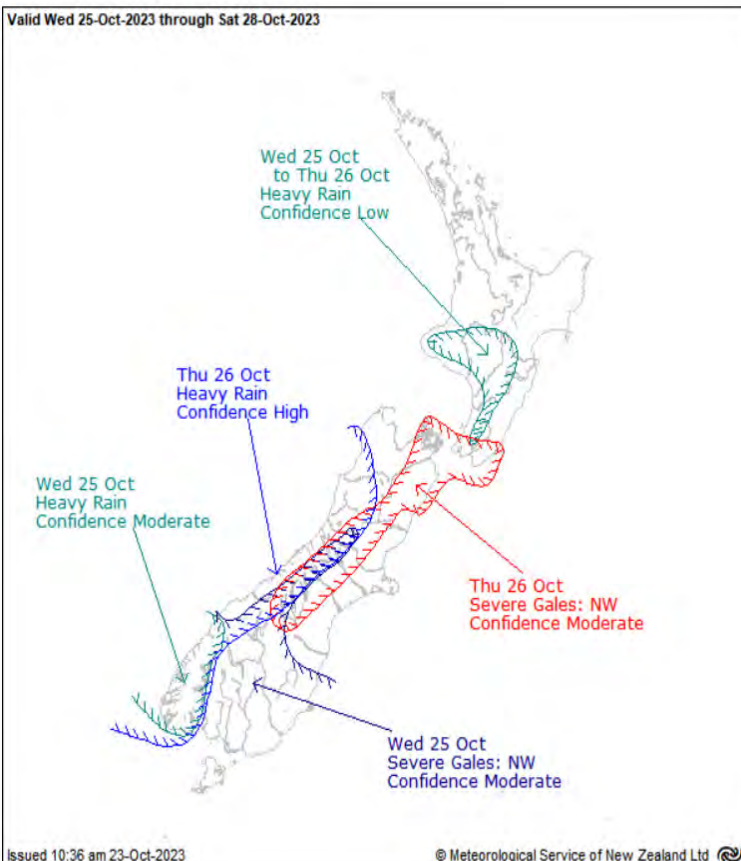 Valid Wed 25-Oct-2023 through Sat 28-Oct-2023
Wed 25 Oct
to Thu 26 Oct
Heavy Rain
Confidence Low
Thu 26 Oct
Heavy Rain
Confidence High
Wed 25 Oct
Heavy Rain
Confidence Moderate
Thu 26 Oct
Severe Gales: NW
Confidence Moderate
Wed 25 Oct
Severe Gales: NW
Confidence Moderate
Issued 10:36 am 23-Oct-2023
© Meteorological Service of New Zealand Ltd